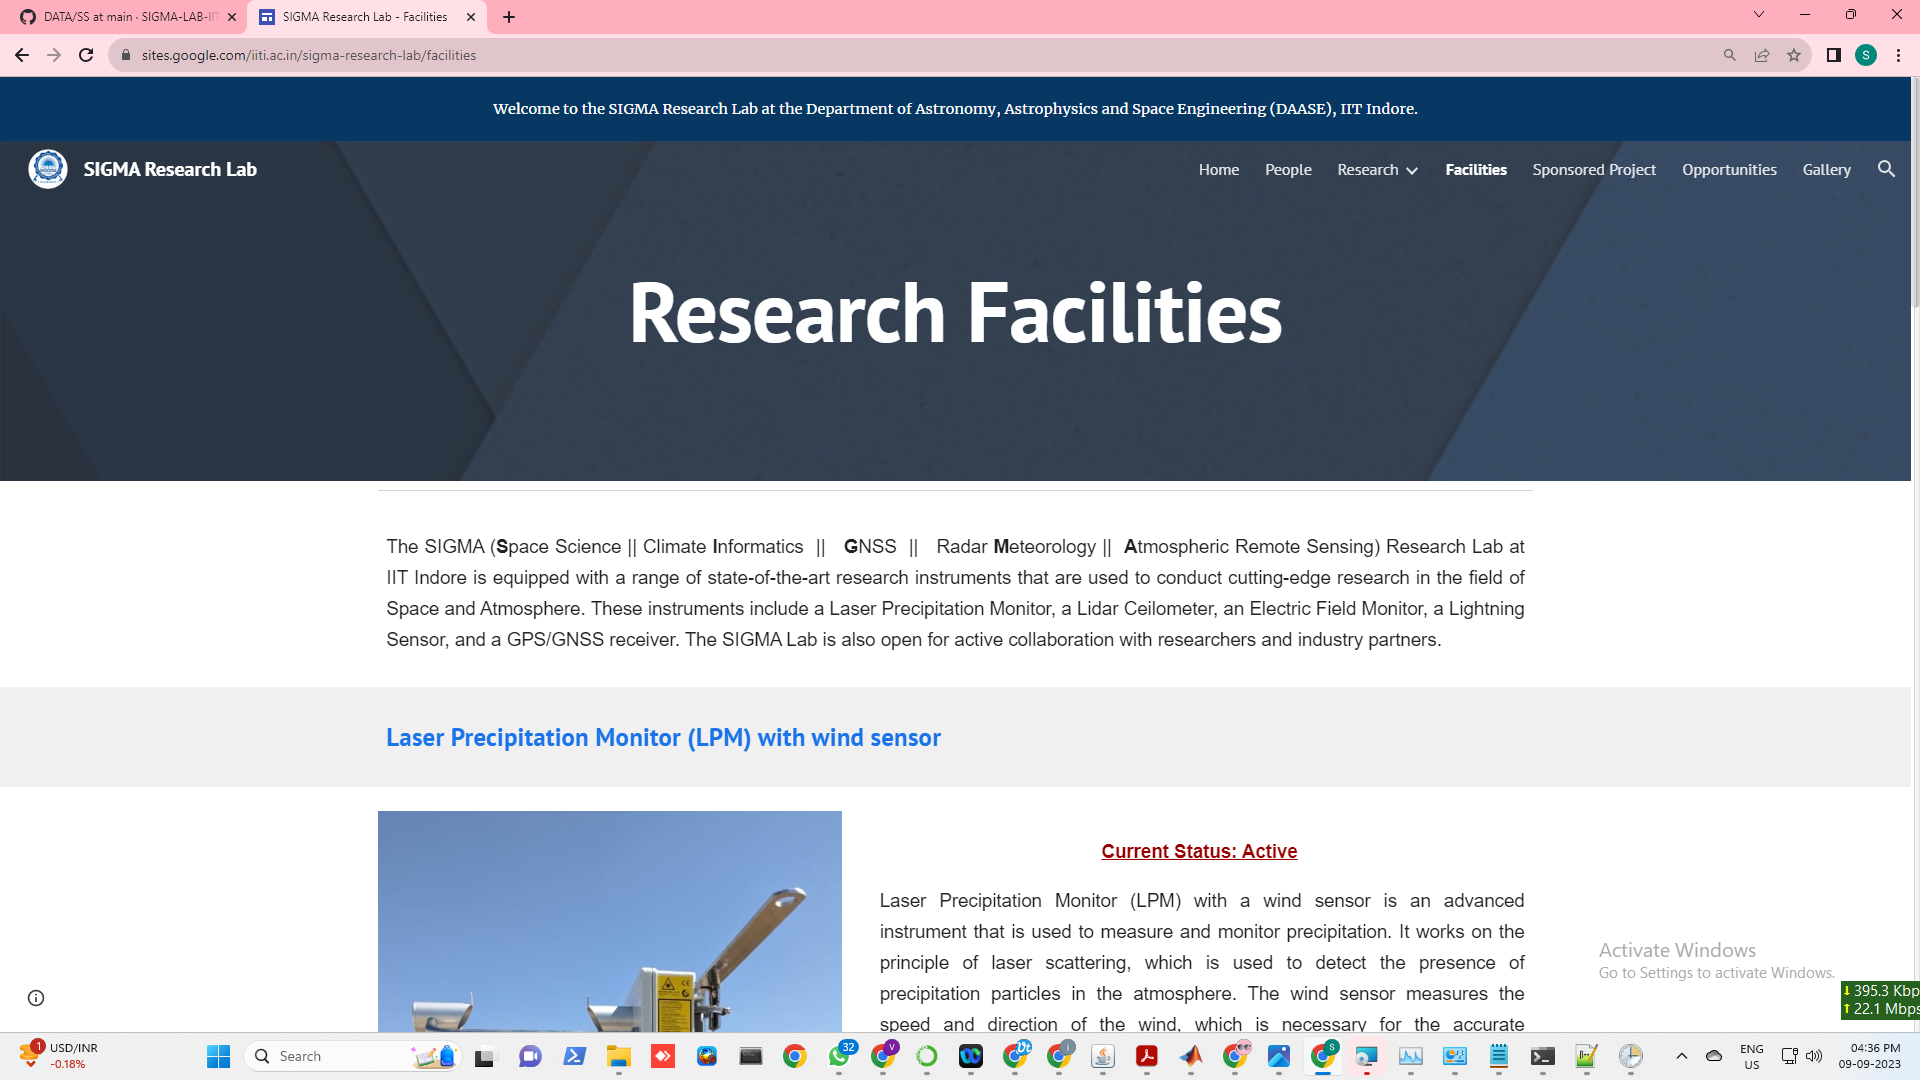 DATA/SS at main · SIGMA-LAB-IIT
SIGMA Research Lab - Facilities
sites.google.com/iiti.ac.in/sigma-research-lab/facilities
S
Welcome to the SIGMA Research Lab at the Department of Astronomy, Astrophysics and Space Engineering (DAASE), IIT Indore.
SIGMA Research Lab
Home People Research Facilities Sponsored Project Opportunities Gallery
Research Facilities
The SIGMA (Space Science || Climate Informatics || GNSS || Radar Meteorology || Atmospheric Remote Sensing) Research Lab at
IIT Indore is equipped with a range of state-of-the-art research instruments that are used to conduct cutting-edge research in the field of
Space and Atmosphere. These instruments include a Laser Precipitation Monitor, a Lidar Ceilometer, an Electric Field Monitor, a Lightning
Sensor, and a GPS/GNSS receiver. The SIGMA Lab is also open for active collaboration with researchers and industry partners.
Laser Precipitation Monitor (LPM) with wind sensor
Current Status: Active
Laser Precipitation Monitor (LPM) with a wind sensor is an advanced
instrument that is used to measure and monitor precipitation. It works on the
principle of laser scattering, which is used to detect the presence of
precipitation particles in the atmosphere. The wind sensor measures the
speed and direction of the wind, which is necessary for the accurate
Activate Windows
Go to Settings to activate Windows.
395.3 Kbp
22.1 Mbps
1
USD/INR
-0.18%
Search
32
V
S
ENG
US
04:36 PM
09-09-2023